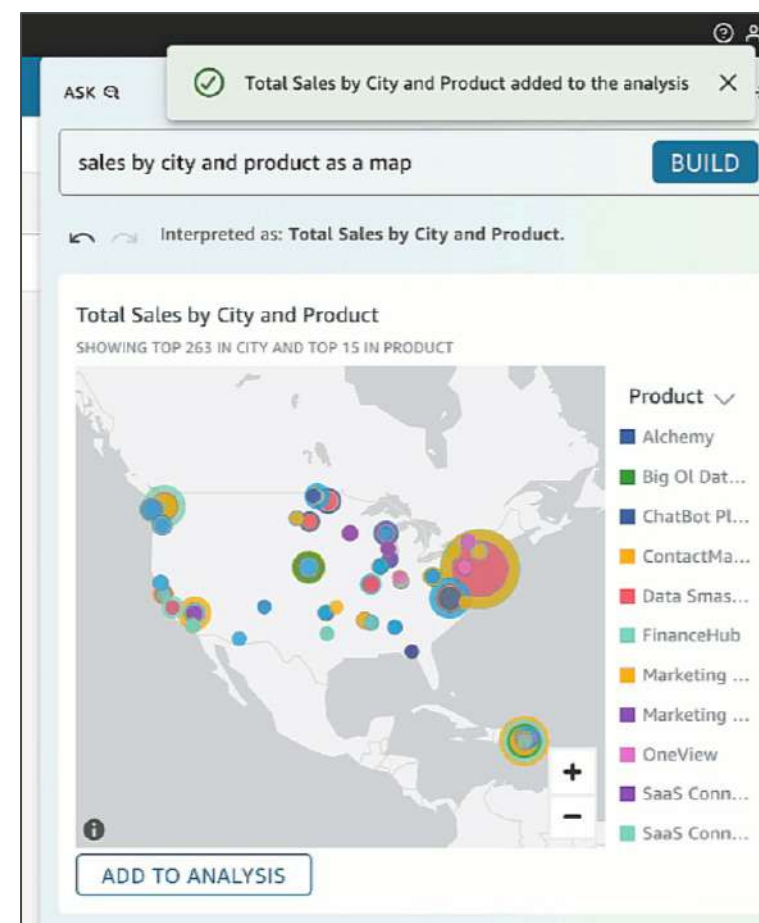 Total Sales by City and Product added to the analysis
ASK
sales by city and product as a map
BUILD
Interpreted as: Total Sales by City and Product.
Total Sales by City and Product
SHOWING TOP 263 IN CITY AND TOP 15 IN PRODUCT
Product
Alchemy
Big Ol Dat...
ChatBot Pl...
ContactMa...
Data Smas...
FinanceHub
Marketing ...
Marketing ...
OneView
SaaS Conn...
SaaS Conn...
+
−
ADD TO ANALYSIS